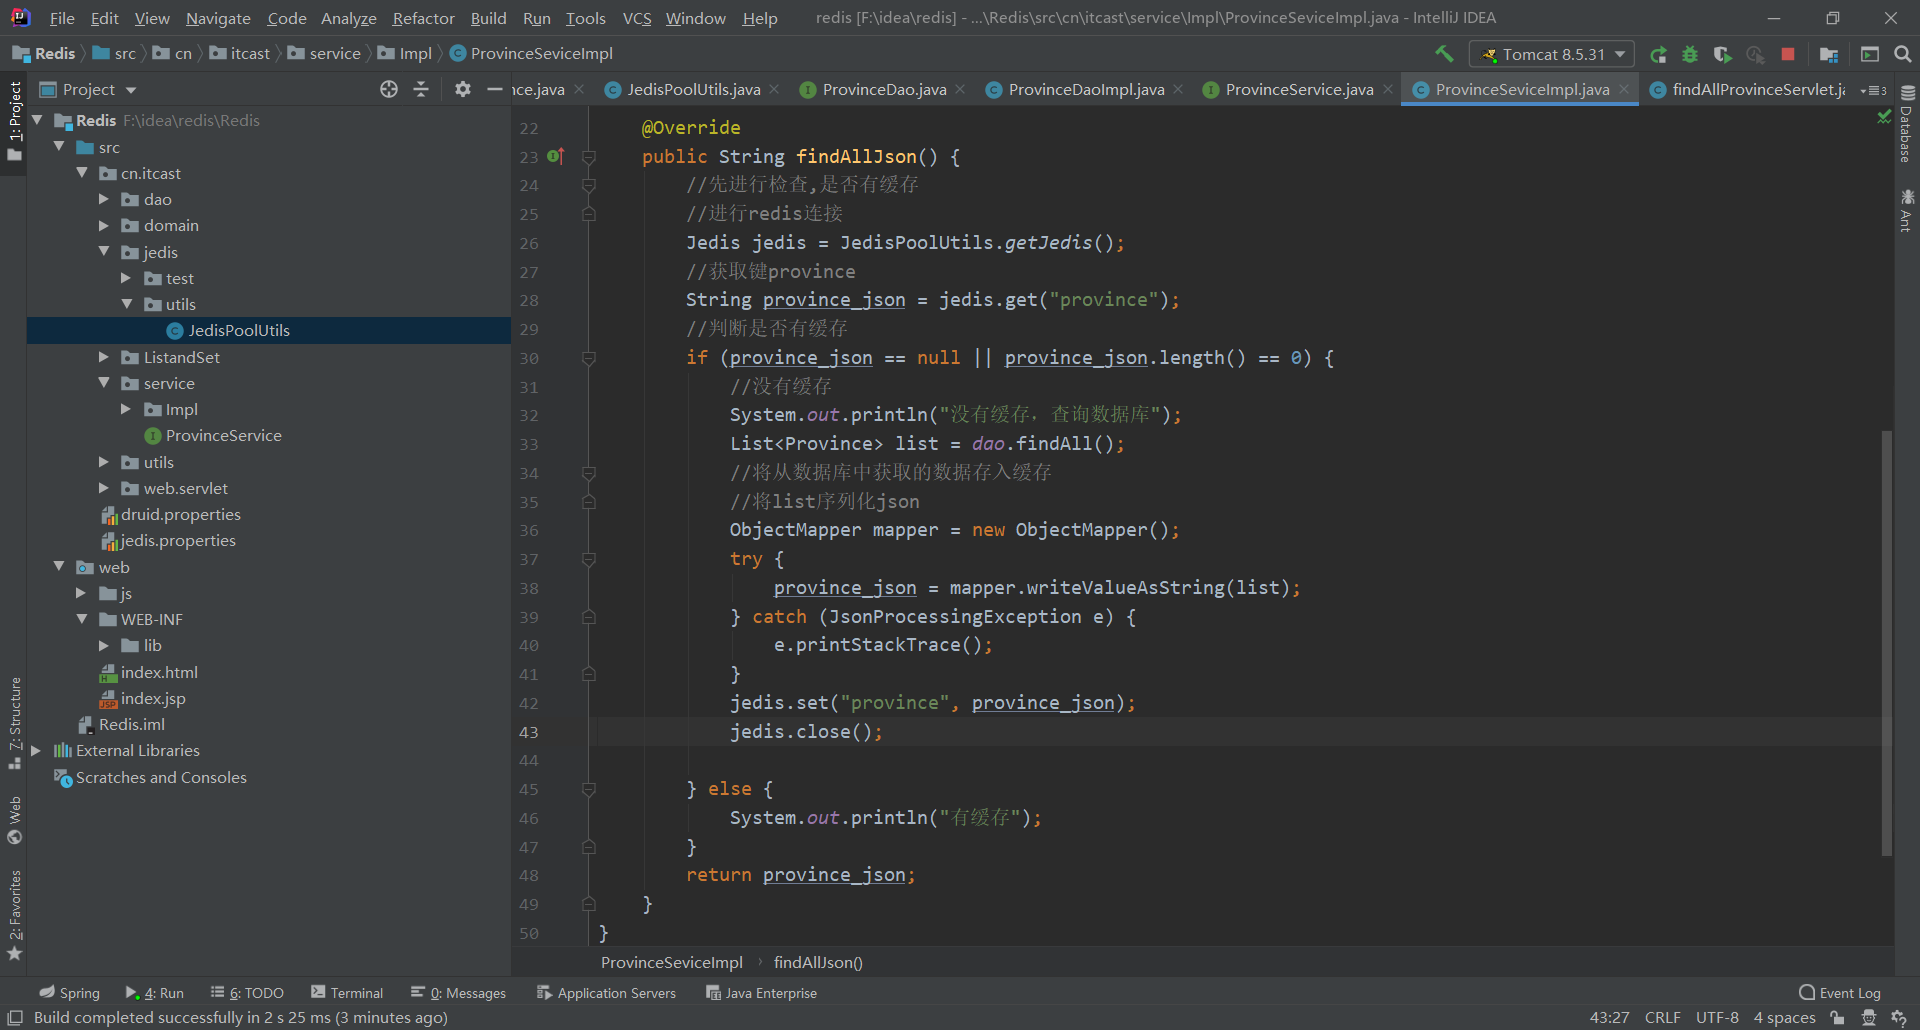 File Edit View Navigate Code Analyze Refactor Build Run Tools VCS Window Help redis [F:\idea\redis] - ...\Redis\src\cn\itcast\service\Impl\ProvinceSeviceImpl.java - IntelliJ IDEA
Redis src cn itcast service Impl ProvinceSeviceImpl Tomcat 8.5.31
Project nce.java JedisPoolUtils.java ProvinceDao.java ProvinceDaoImpl.java ProvinceService.java ProvinceSeviceImpl.java findAllProvinceServlet.ja 3
1: Project
Redis F:\idea\redis\Redis
src
cn.itcast
dao
domain
jedis
test
utils
JedisPoolUtils
ListandSet
service
Impl
ProvinceService
utils
web.servlet
druid.properties
jedis.properties
web
js
WEB-INF
lib
index.html
index.jsp
Redis.iml
External Libraries
Scratches and Consoles
7: Structure
Web
2: Favorites
22 @Override
23 public String findAllJson() {
24 //先进行检查,是否有缓存
25 //进行redis连接
26 Jedis jedis = JedisPoolUtils.getJedis();
27 //获取键province
28 String province_json = jedis.get("province");
29 //判断是否有缓存
30 if (province_json == null || province_json.length() == 0) {
31 //没有缓存
32 System.out.println("没有缓存，查询数据库");
33 List<Province> list = dao.findAll();
34 //将从数据库中获取的数据存入缓存
35 //将list序列化json
36 ObjectMapper mapper = new ObjectMapper();
37 try {
38 province_json = mapper.writeValueAsString(list);
39 } catch (JsonProcessingException e) {
40 e.printStackTrace();
41 }
42 jedis.set("province", province_json);
43 jedis.close();
44
45 } else {
46 System.out.println("有缓存");
47 }
48 return province_json;
49 }
50 }
Database
Ant
ProvinceSeviceImpl findAllJson()
Spring 4: Run 6: TODO Terminal 0: Messages Application Servers Java Enterprise Event Log
Build completed successfully in 2 s 25 ms (3 minutes ago) 43:27 CRLF UTF-8 4 spaces